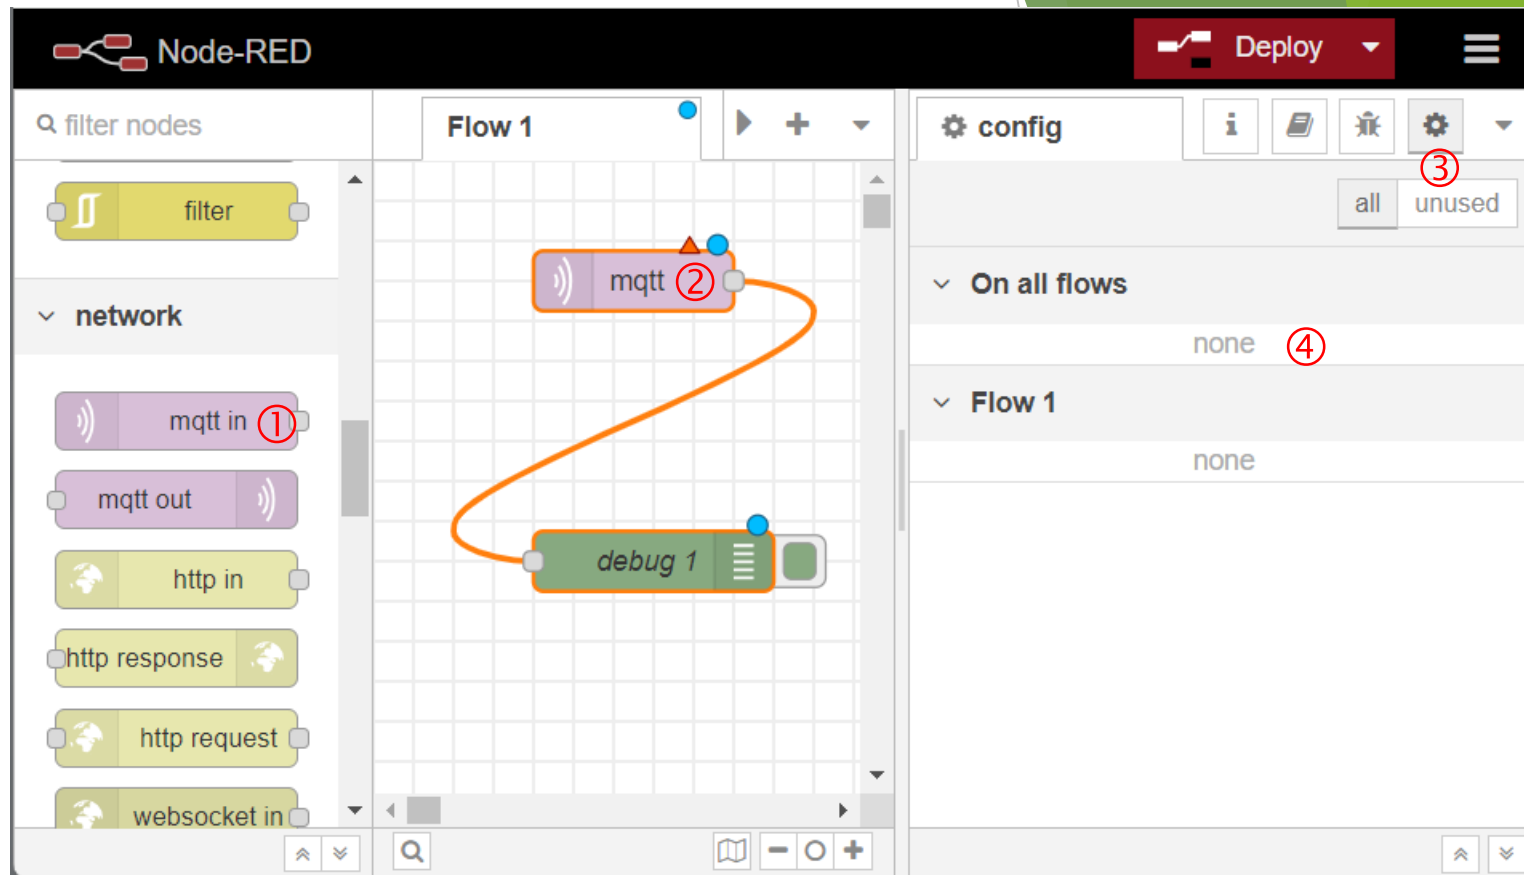 Node-RED
Deploy
filter nodes
Flow 1
config
i
③
all
unused
filter
network
mqtt in ①
mqtt out
http in
http response
http request
websocket in
mqtt ②
debug 1
On all flows
none ④
Flow 1
none